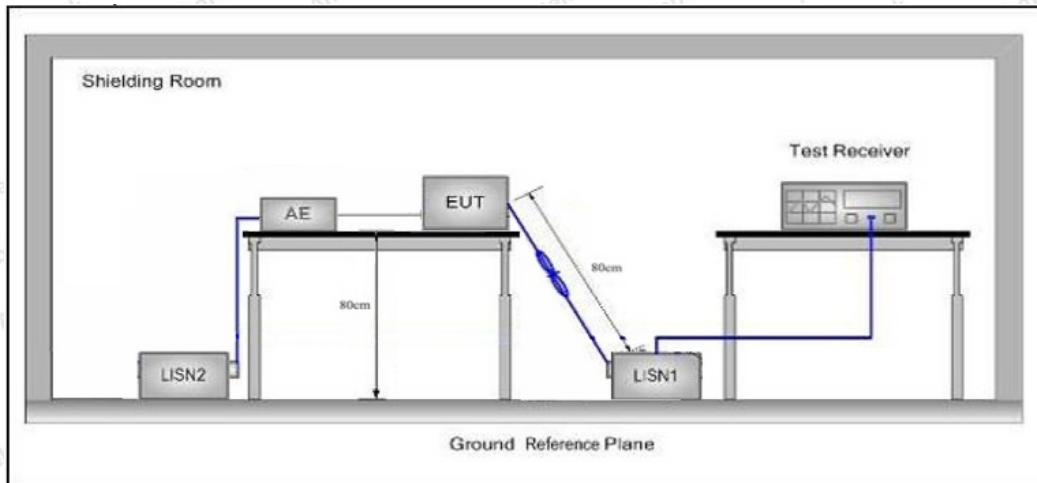 Shielding Room
Test Receiver
EUT
AE
80cm
80cm
LISN2
LISN1
Ground Reference Plane